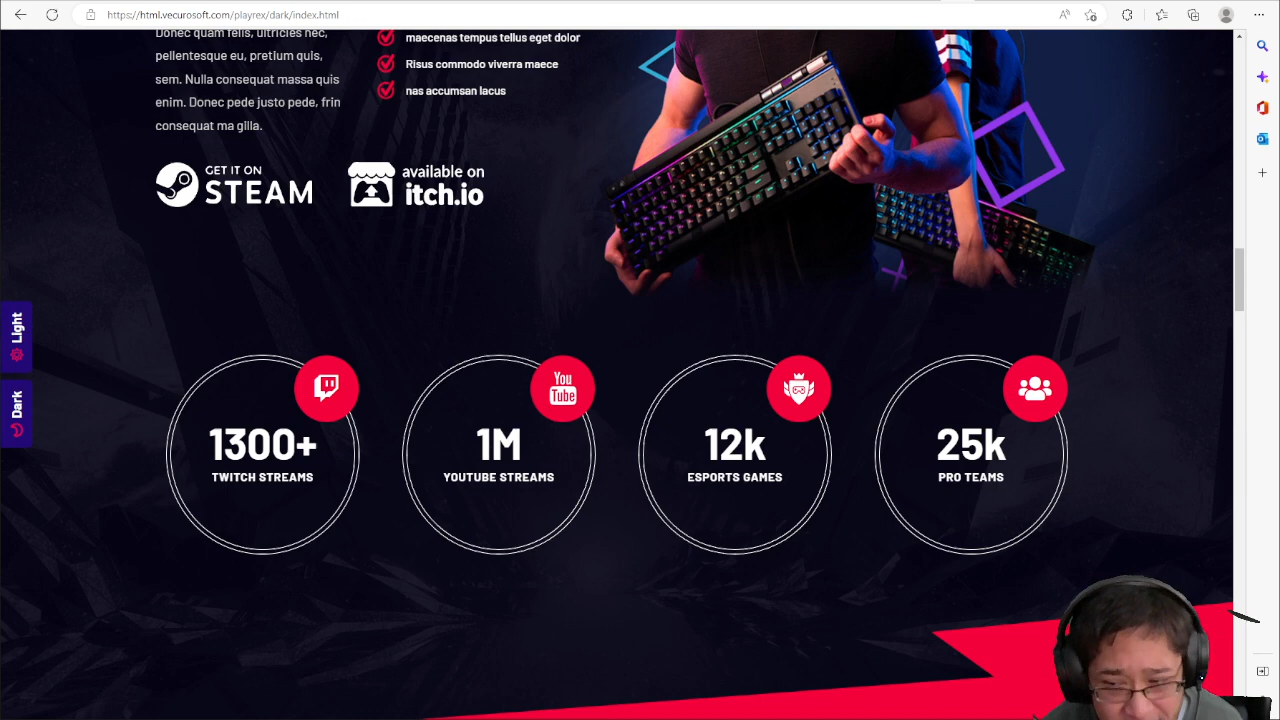 https://html.vecurosoft.com/playrex/dark/index.html
Donec quam felis, ultricies nec,
pellentesque eu, pretium quis,
sem. Nulla consequat massa quis
enim. Donec pede justo pede, frin
consequat ma glla.
maecenas tempus tellus eget dolor
Risus commodo viverra maece
nas accumsan lacus
GET IT ON
STEAM
available on
itch.io
Light
Dark
1300+
TWITCH STREAMS
You
Tube
1M
YOUTUBE STREAMS
12k
ESPORTS GAMES
25k
PRO TEAMS